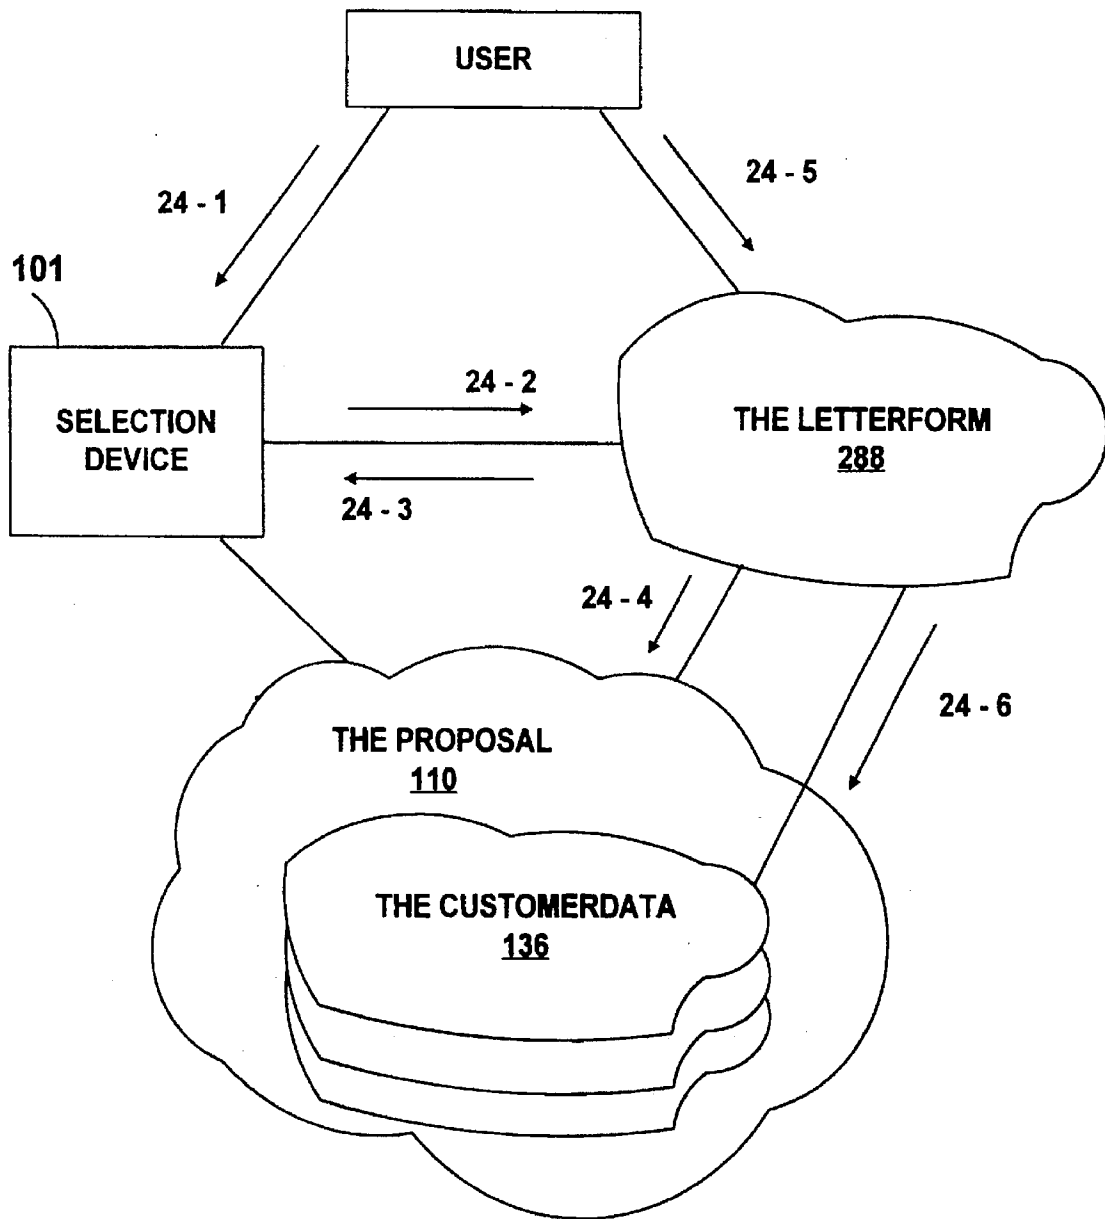 USER
24 - 1
24 - 5
101
SELECTION
DEVICE
24 - 2
24 - 3
THE LETTERFORM
288
24 - 4
24 - 6
THE PROPOSAL
110
THE CUSTOMERDATA
136